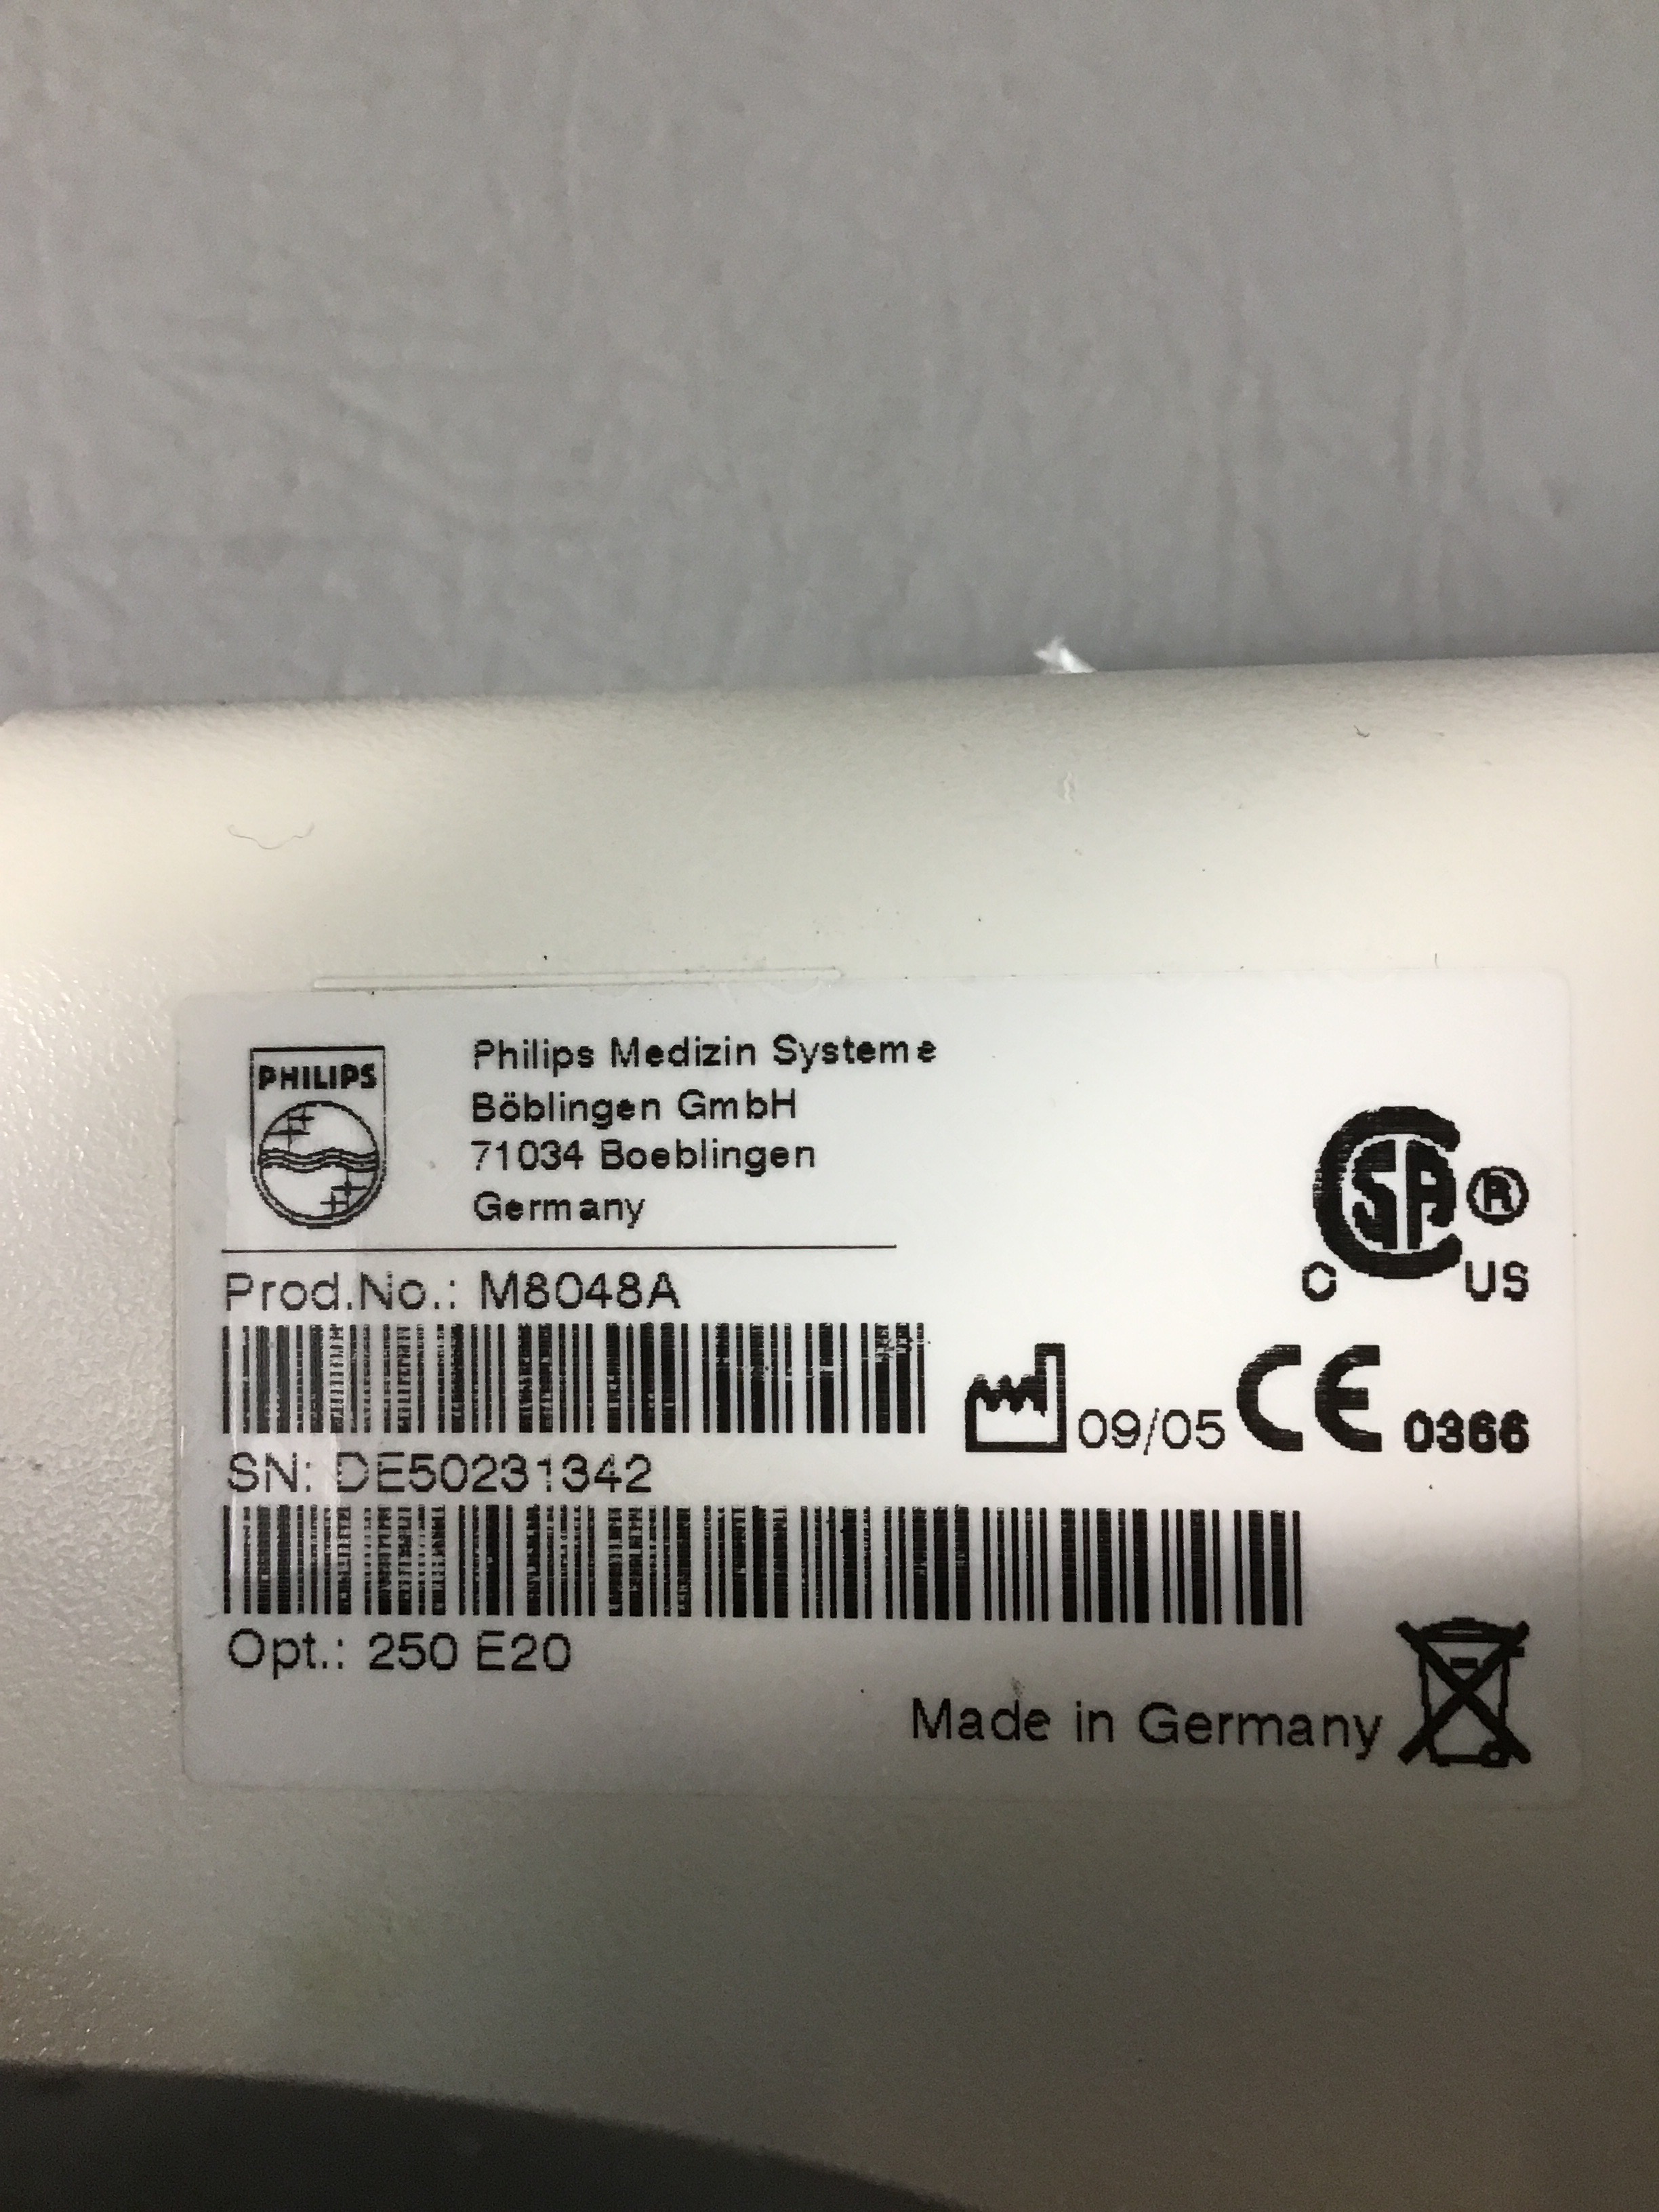 PHILIPS
Philips Medizin Systeme
Böblingen GmbH
71034 Boeblingen
Germany
CSA ®
C US
Prod.No.: M8048A
09/05 CE 0366
SN: DE50231342
Opt.: 250 E20
Made in Germany